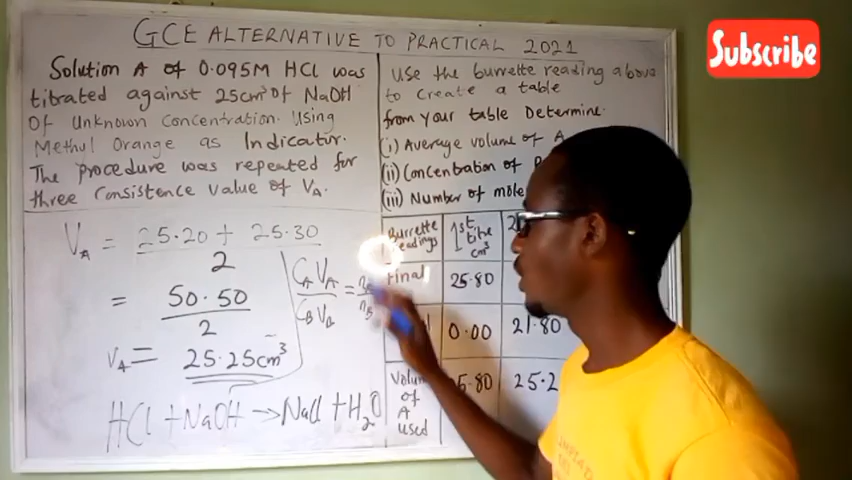 GCE ALTERNATIVE TO PRACTICAL 2021
Subscribe
Solution A of 0.095M HCl was
titrated against 25cm³ of NaOH
Of Unknown Concentration. Using
Methyl Orange as Indicatur.
The procedure was repeated for
three Consistence value of VA.
Use the burrette reading above
to create a table
from your table Determine.
(i) Average volume of A
(ii) Concentration of
(iii) Number of mole
VA = 25.20 + 25.30
2
= 50.50
2
VA = 25.25cm³
CAVA
CBVB
=
HCl + NaOH → NaCl + H2O
Burrette readings
1st titre cm³
Final
25.80
0.00
21.80
Volume of A used
5.80
25.2